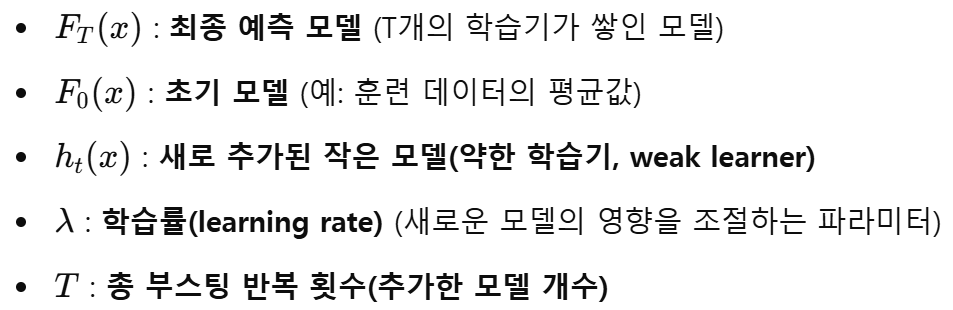 • F_T(x) : 최종 예측 모델 (T개의 학습기가 쌓인 모델)
• F_0(x) : 초기 모델 (예: 훈련 데이터의 평균값)
• h_t(x) : 새로 추가된 작은 모델(약한 학습기, weak learner)
• λ : 학습률(learning rate) (새로운 모델의 영향을 조절하는 파라미터)
• T : 총 부스팅 반복 횟수(추가한 모델 개수)